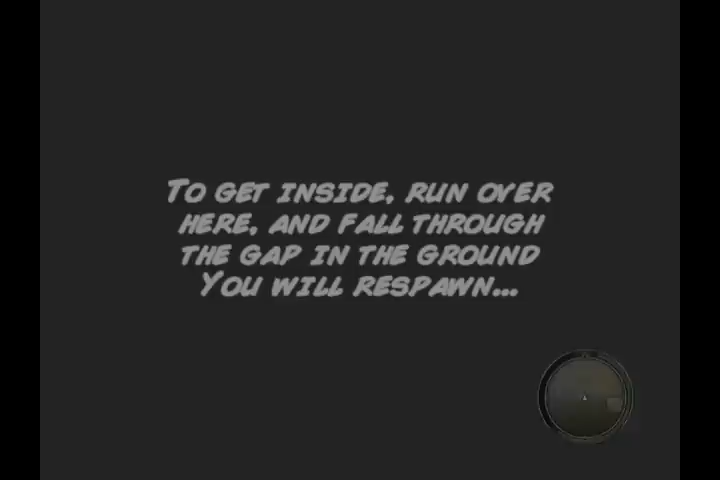 To get inside, run over
here, and fall through
the gap in the ground
You will respawn...